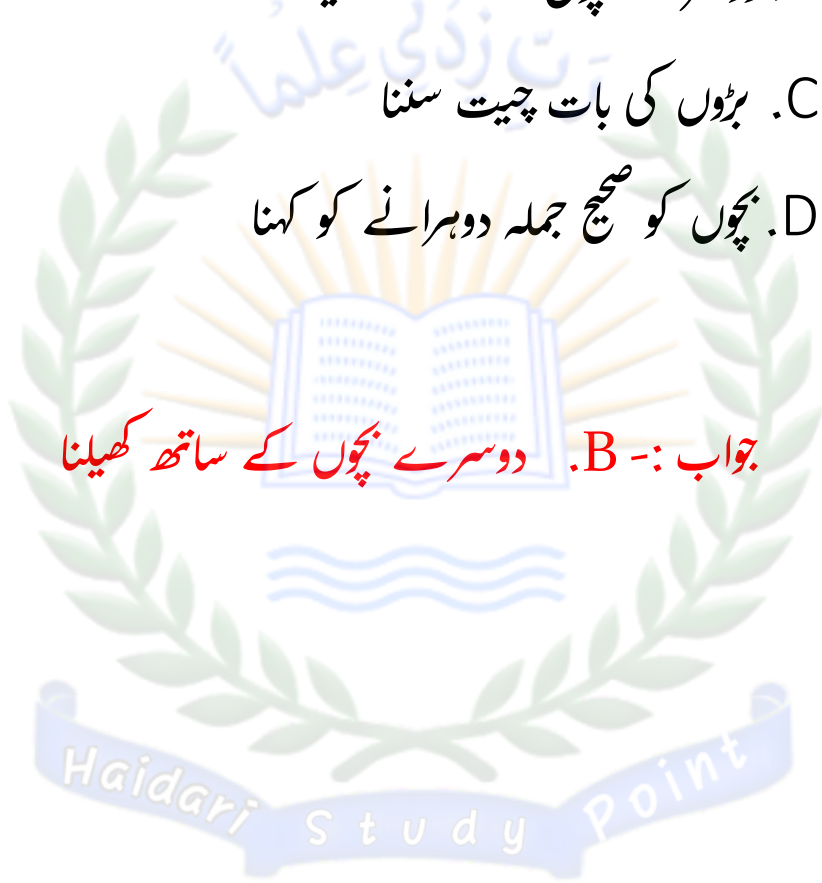 رَبِّ زِدْنِي عِلْماً
C. بڑوں کی بات چیت سننا
D. بچوں کو صحیح جملہ دوہرانے کو کہنا
جواب :- B. دوسرے بچوں کے ساتھ کھیلنا
Haidari Study Point